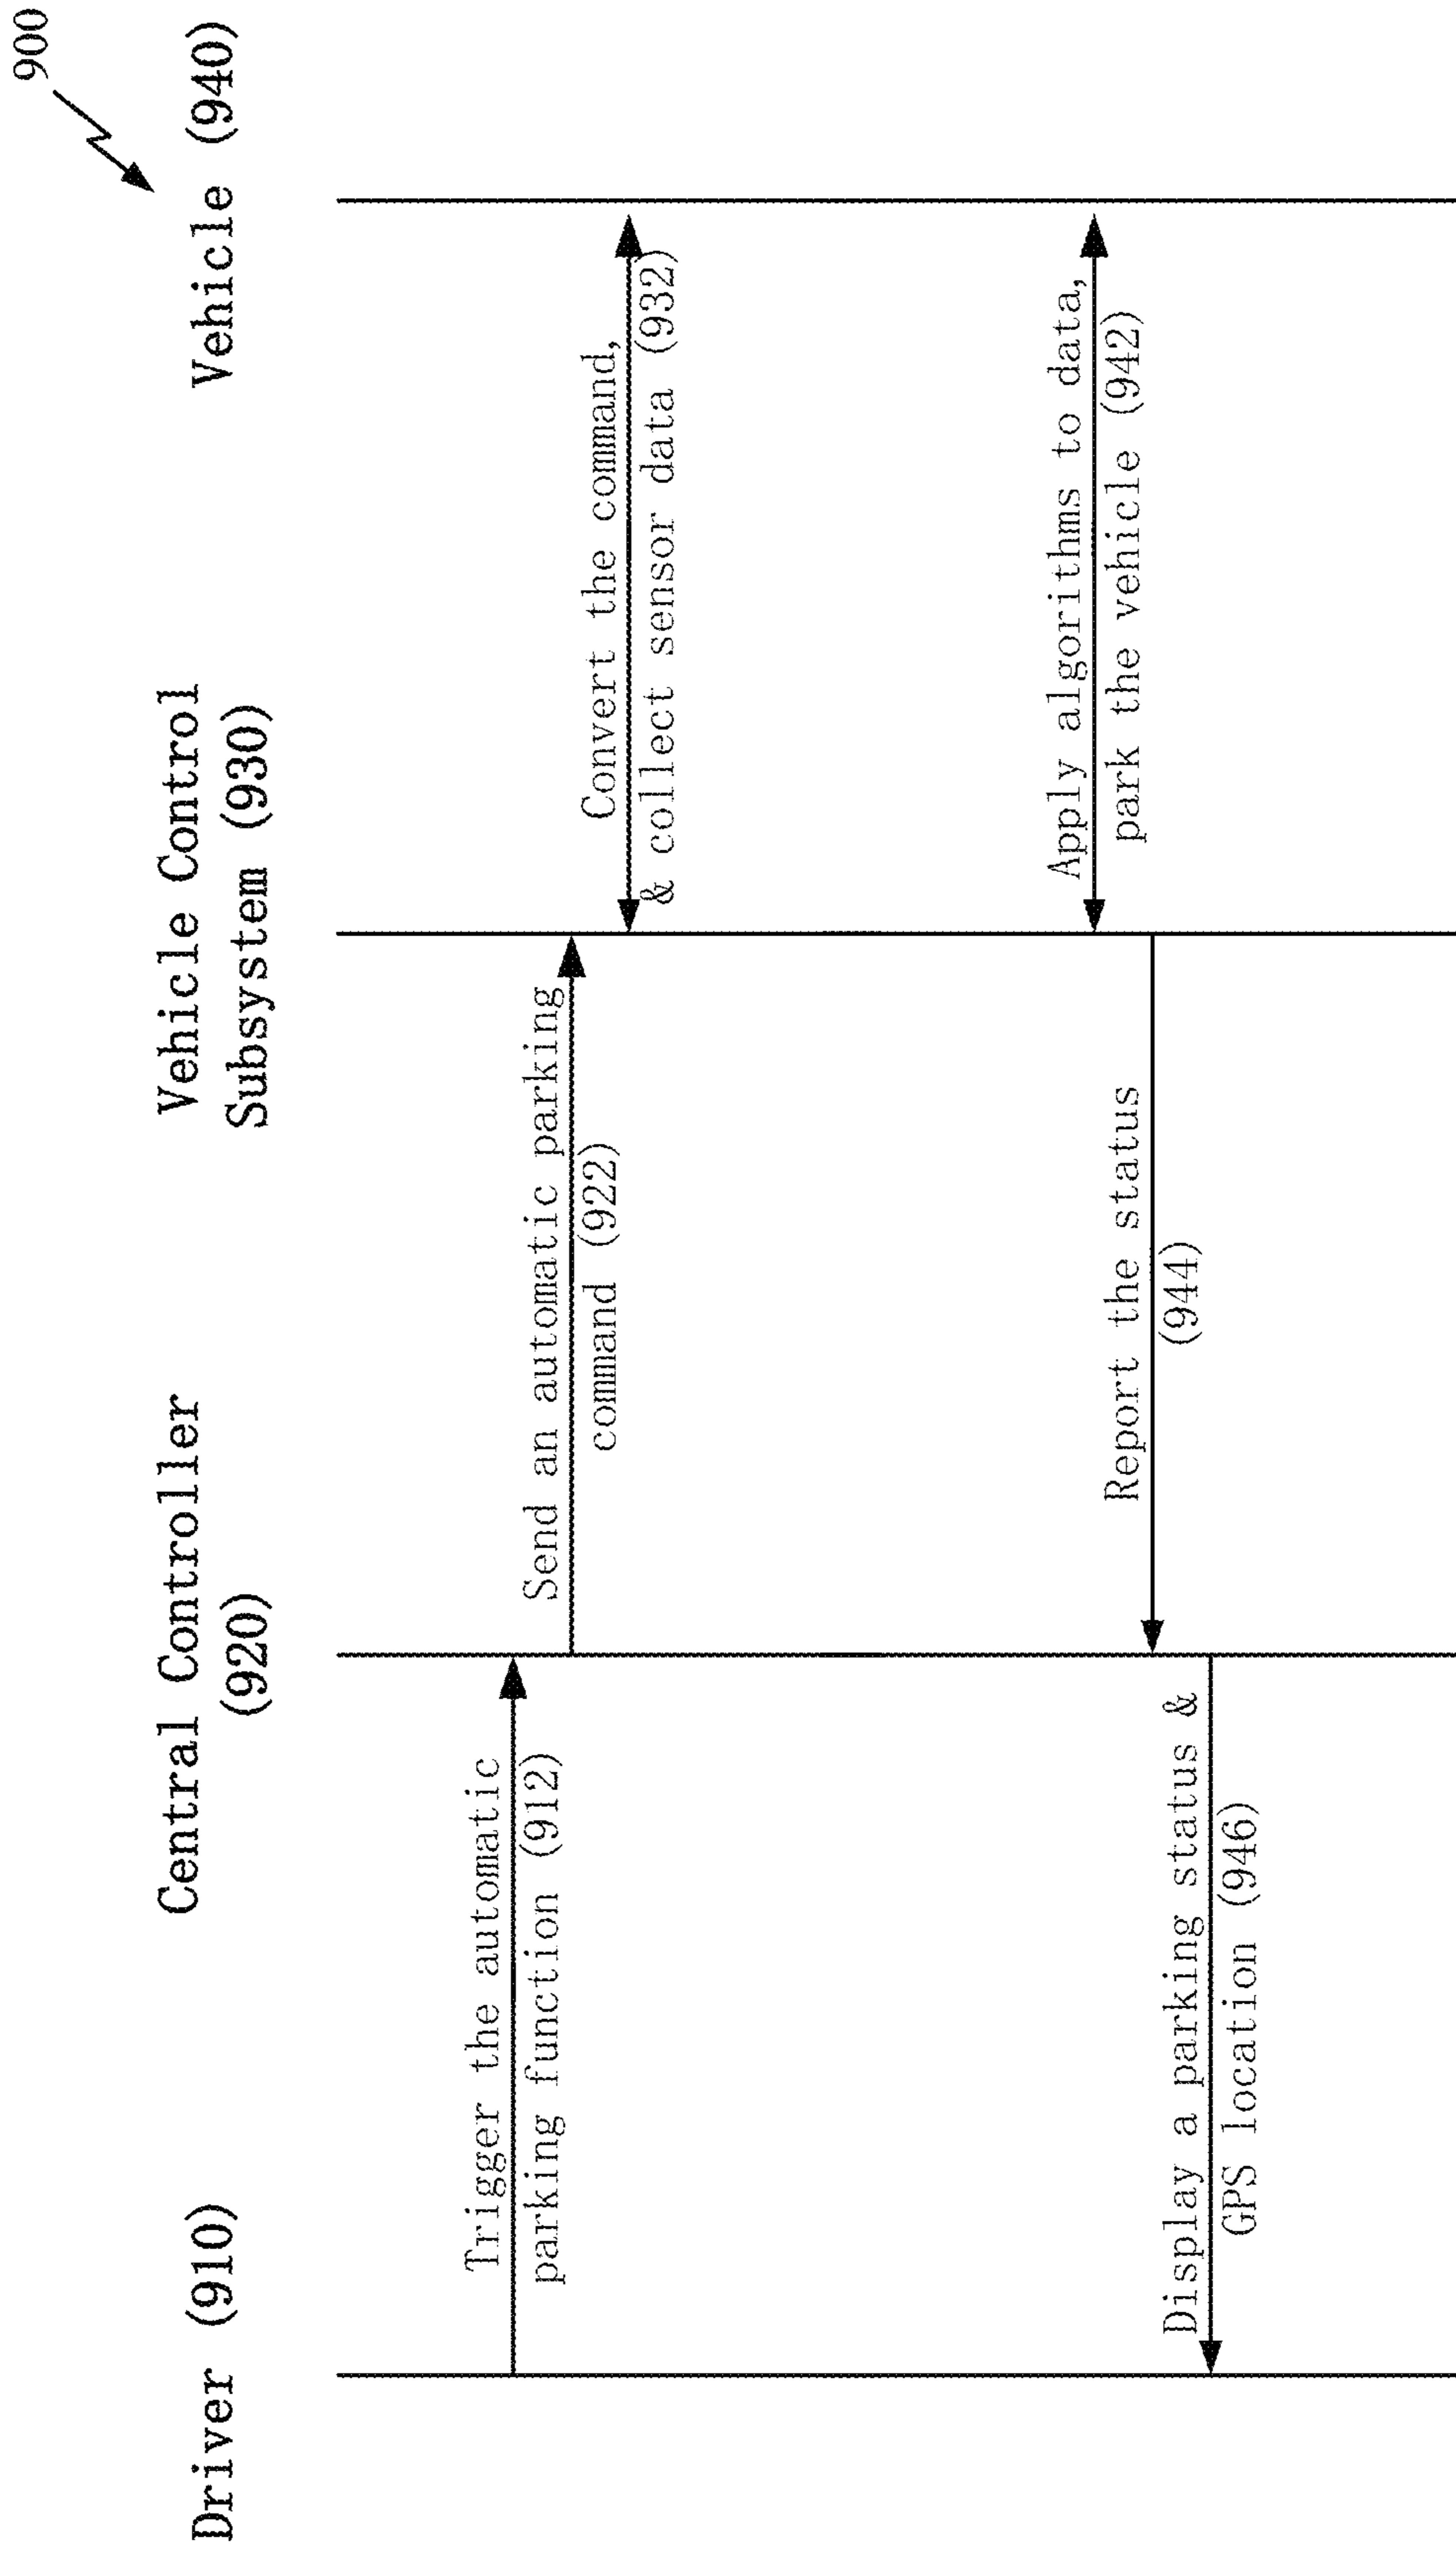 900
Driver (910)
Central Controller
(920)
Vehicle Control
Subsystem (930)
Vehicle (940)
Trigger the automatic
parking function (912)
Send an automatic parking
command (922)
Convert the command,
& collect sensor data (932)
Apply algorithms to data,
park the vehicle (942)
Report the status
(944)
Display a parking status &
GPS location (946)